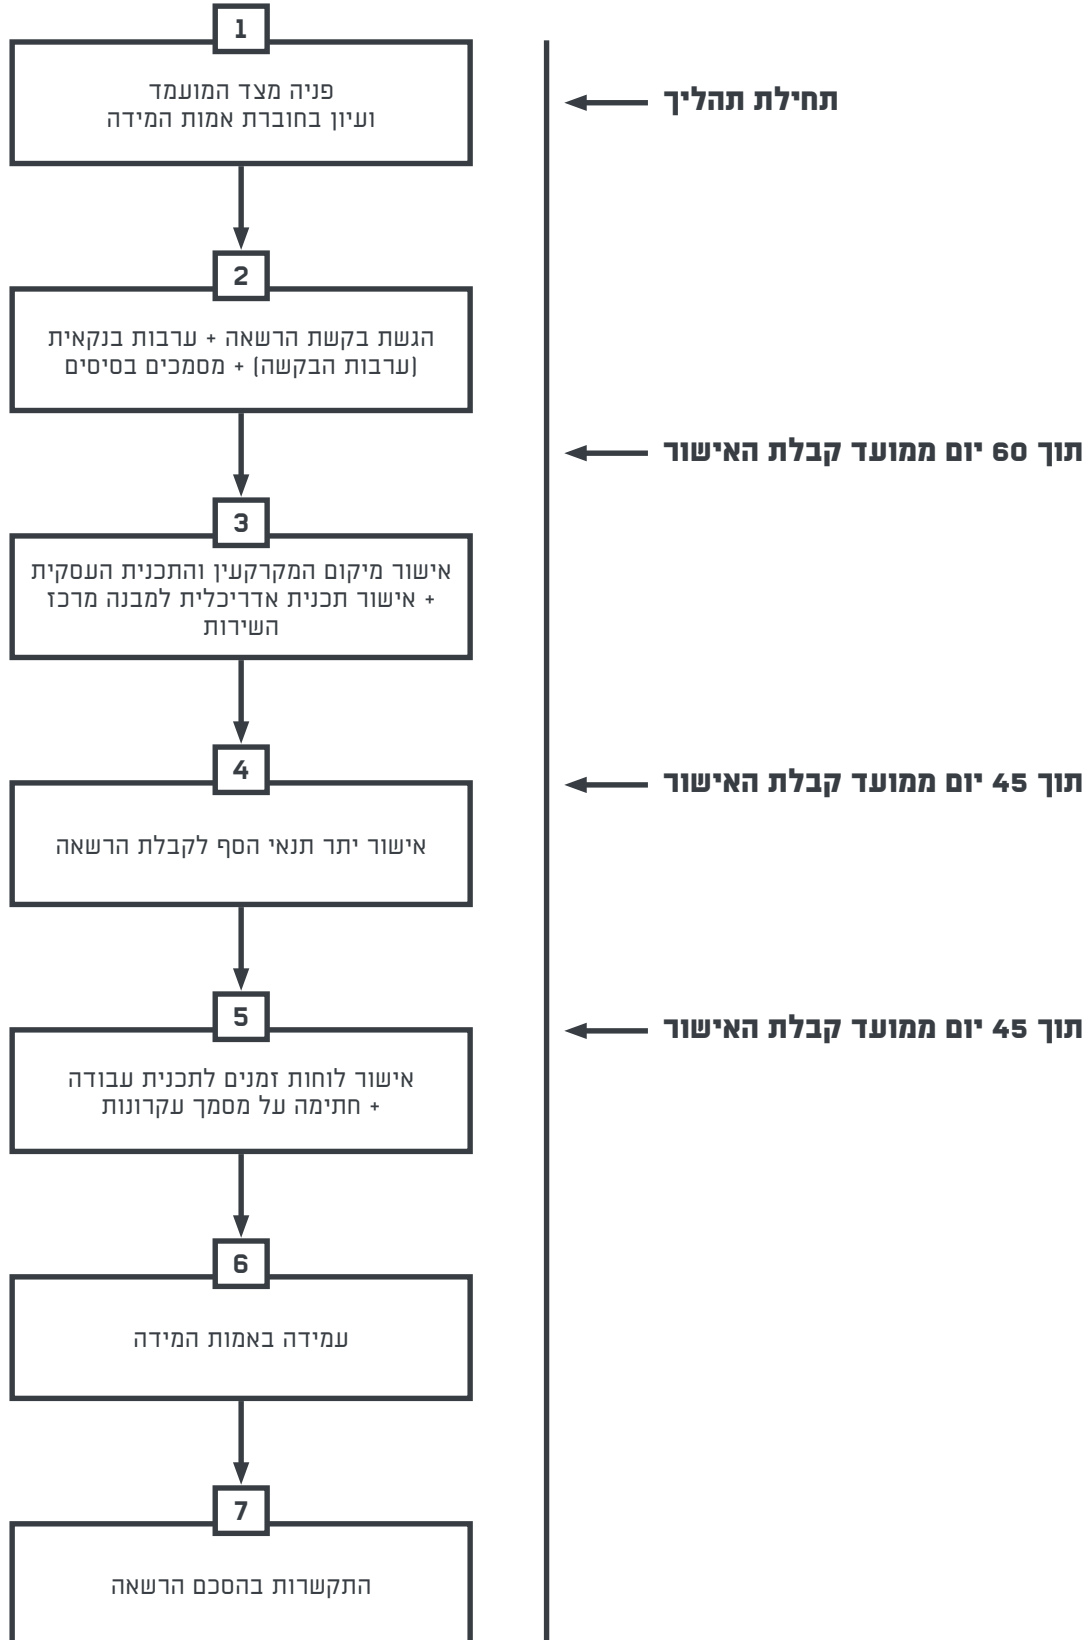 1
פניה מצד המועמד
ועיון בחוברת אמות המידה
תחילת תהליך
2
הגשת בקשת הרשאה + ערבות בנקאית
(ערבות הבקשה) + מסמכים בסיסים
תוך 60 יום ממועד קבלת האישור
3
אישור מיקום המקרקעין והתכנית העסקית
+ אישור תכנית אדריכלית למבנה מרכז
השירות
4
תוך 45 יום ממועד קבלת האישור
אישור יתר תנאי הסף לקבלת הרשאה
5
תוך 45 יום ממועד קבלת האישור
אישור לוחות זמנים לתכנית עבודה
+ חתימה על מסמך עקרונות
6
עמידה באמות המידה
7
התקשרות בהסכם הרשאה